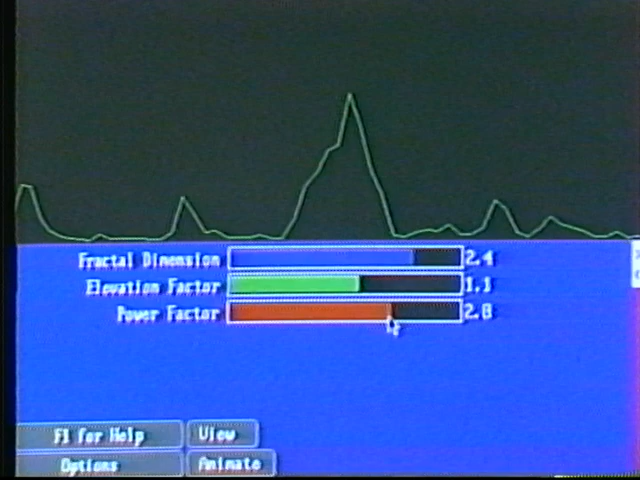 Fractal Dimension 2.4
Elevation Factor 1.1
Power Factor 2.8
F1 for Help View
Options Animate